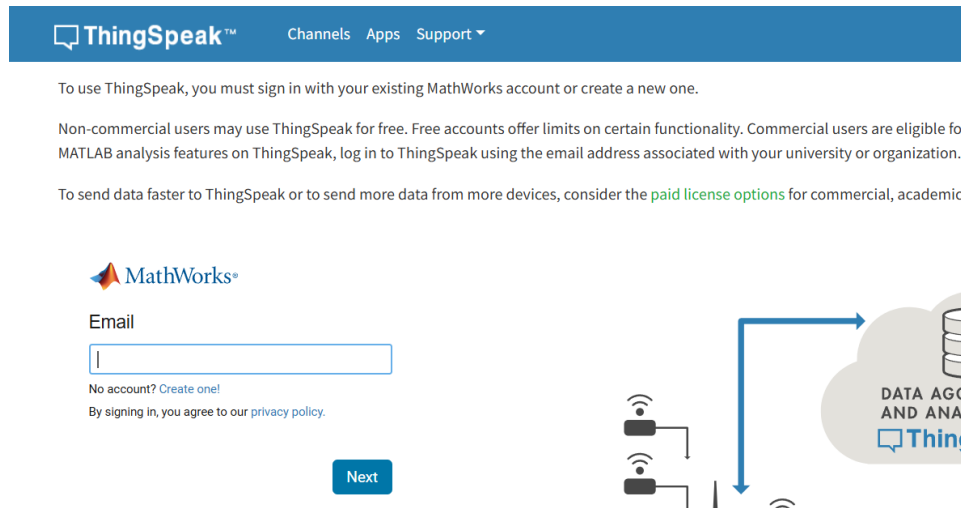 ThingSpeak™ Channels Apps Support
To use ThingSpeak, you must sign in with your existing MathWorks account or create a new one.
Non-commercial users may use ThingSpeak for free. Free accounts offer limits on certain functionality. Commercial users are eligible fo
MATLAB analysis features on ThingSpeak, log in to ThingSpeak using the email address associated with your university or organization.
To send data faster to ThingSpeak or to send more data from more devices, consider the paid license options for commercial, academic
MathWorks®
Email
No account? Create one!
By signing in, you agree to our privacy policy.
Next
DATA
AND ANA